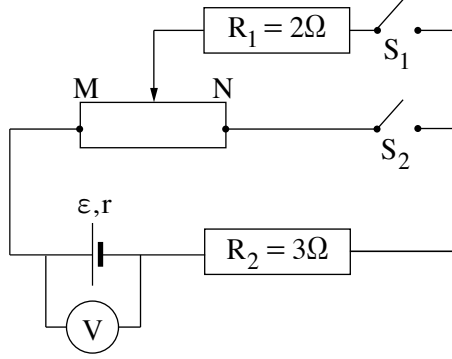 R₁ = 2Ω
S₁
M N
S₂
ε,r
R₂ = 3Ω
V